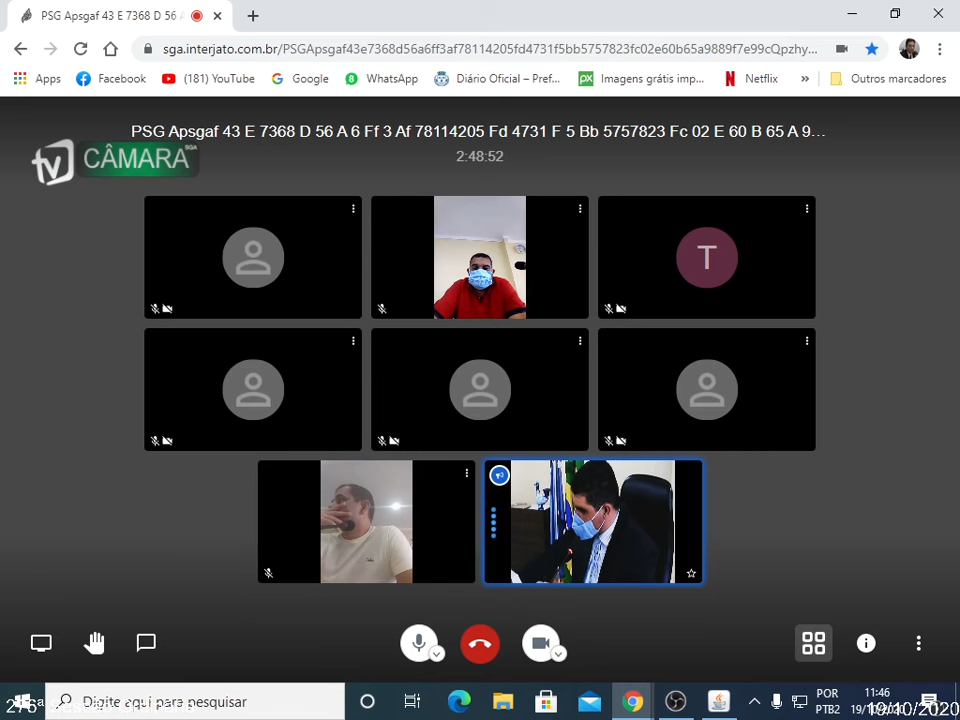 PSG Apsgaf 43 E 7368 D 56
sga.interjato.com.br/PSGApsgaf43e7368d56a6ff3af78114205fd4731f5bb5757823fc02e60b65a9889f7e99cQpzhy...
Apps Facebook (181) YouTube Google WhatsApp Diário Oficial – Pref... Imagens grátis imp... Netflix » Outros marcadores
PSG Apsgaf 43 E 7368 D 56 A 6 Ff 3 Af 78114205 Fd 4731 F 5 Bb 5757823 Fc 02 E 60 B 65 A 9...
2:48:52
tv CÂMARA SGA
T
Digite aqui para pesquisar
POR
PTB2
11:46
19/10/2020
19/10/2020